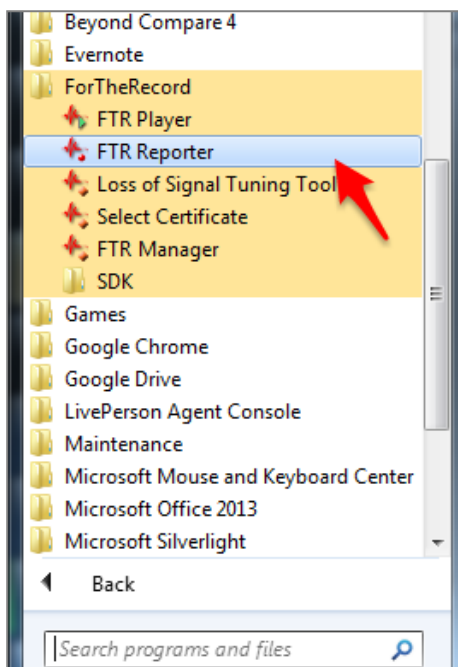 Beyond Compare 4
Evernote
ForTheRecord
FTR Player
FTR Reporter
Loss of Signal Tuning Tool
Select Certificate
FTR Manager
SDK
Games
Google Chrome
Google Drive
LivePerson Agent Console
Maintenance
Microsoft Mouse and Keyboard Center
Microsoft Office 2013
Microsoft Silverlight
Back
Search programs and files